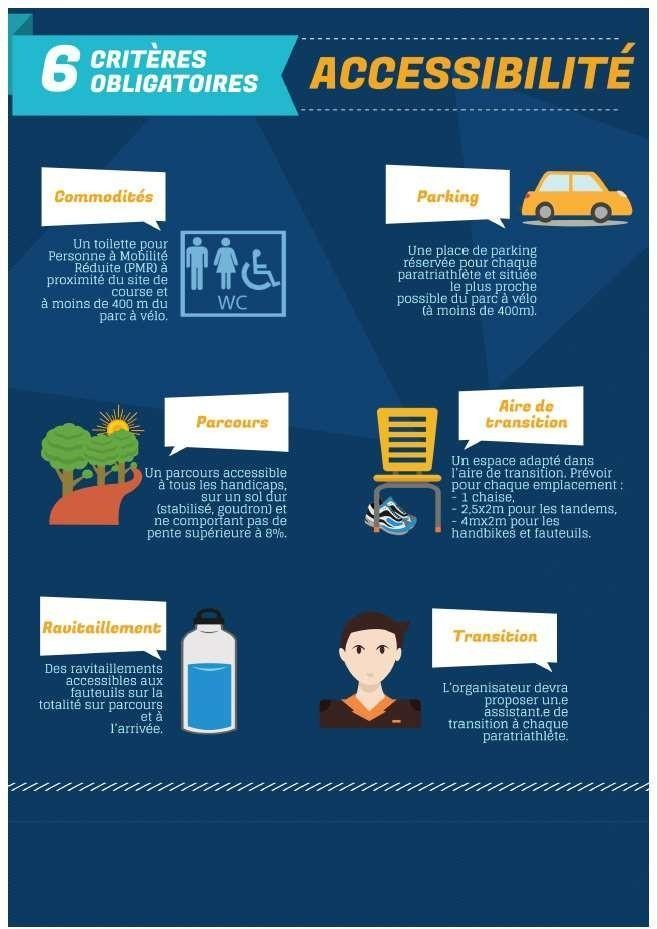 6 CRITÈRES
OBLIGATOIRES
ACCESSIBILITÉ
Commodités
Un toilette pour
Personne à Mobilité
Réduite (PMR) à
proximité du site de
course et
à moins de 400 m du
parc à vélo.
WC
Parking
Une place de parking
réservée pour chaque
paratriathlète et située
le plus proche
possible du parc à vélo
(à moins de 400m).
Parcours
Un parcours accessible
à tous les handicaps,
sur un sol dur
(stabilisé, goudron) et
ne comportant pas de
pente supérieure à 8%.
Aire de
transition
Un espace adapté dans
l'aire de transition. Prévoir
pour chaque emplacement :
- 1 chaise,
- 2,5x2m pour les tandems,
- 4mx2m pour les
handbikes et fauteuils.
Ravitaillement
Des ravitaillements
accessibles aux
fauteuils sur la
totalité sur parcours
et à
l'arrivée.
Transition
L'organisateur devra
proposer un.e
assistant.e de
transition à chaque
paratriathlète.